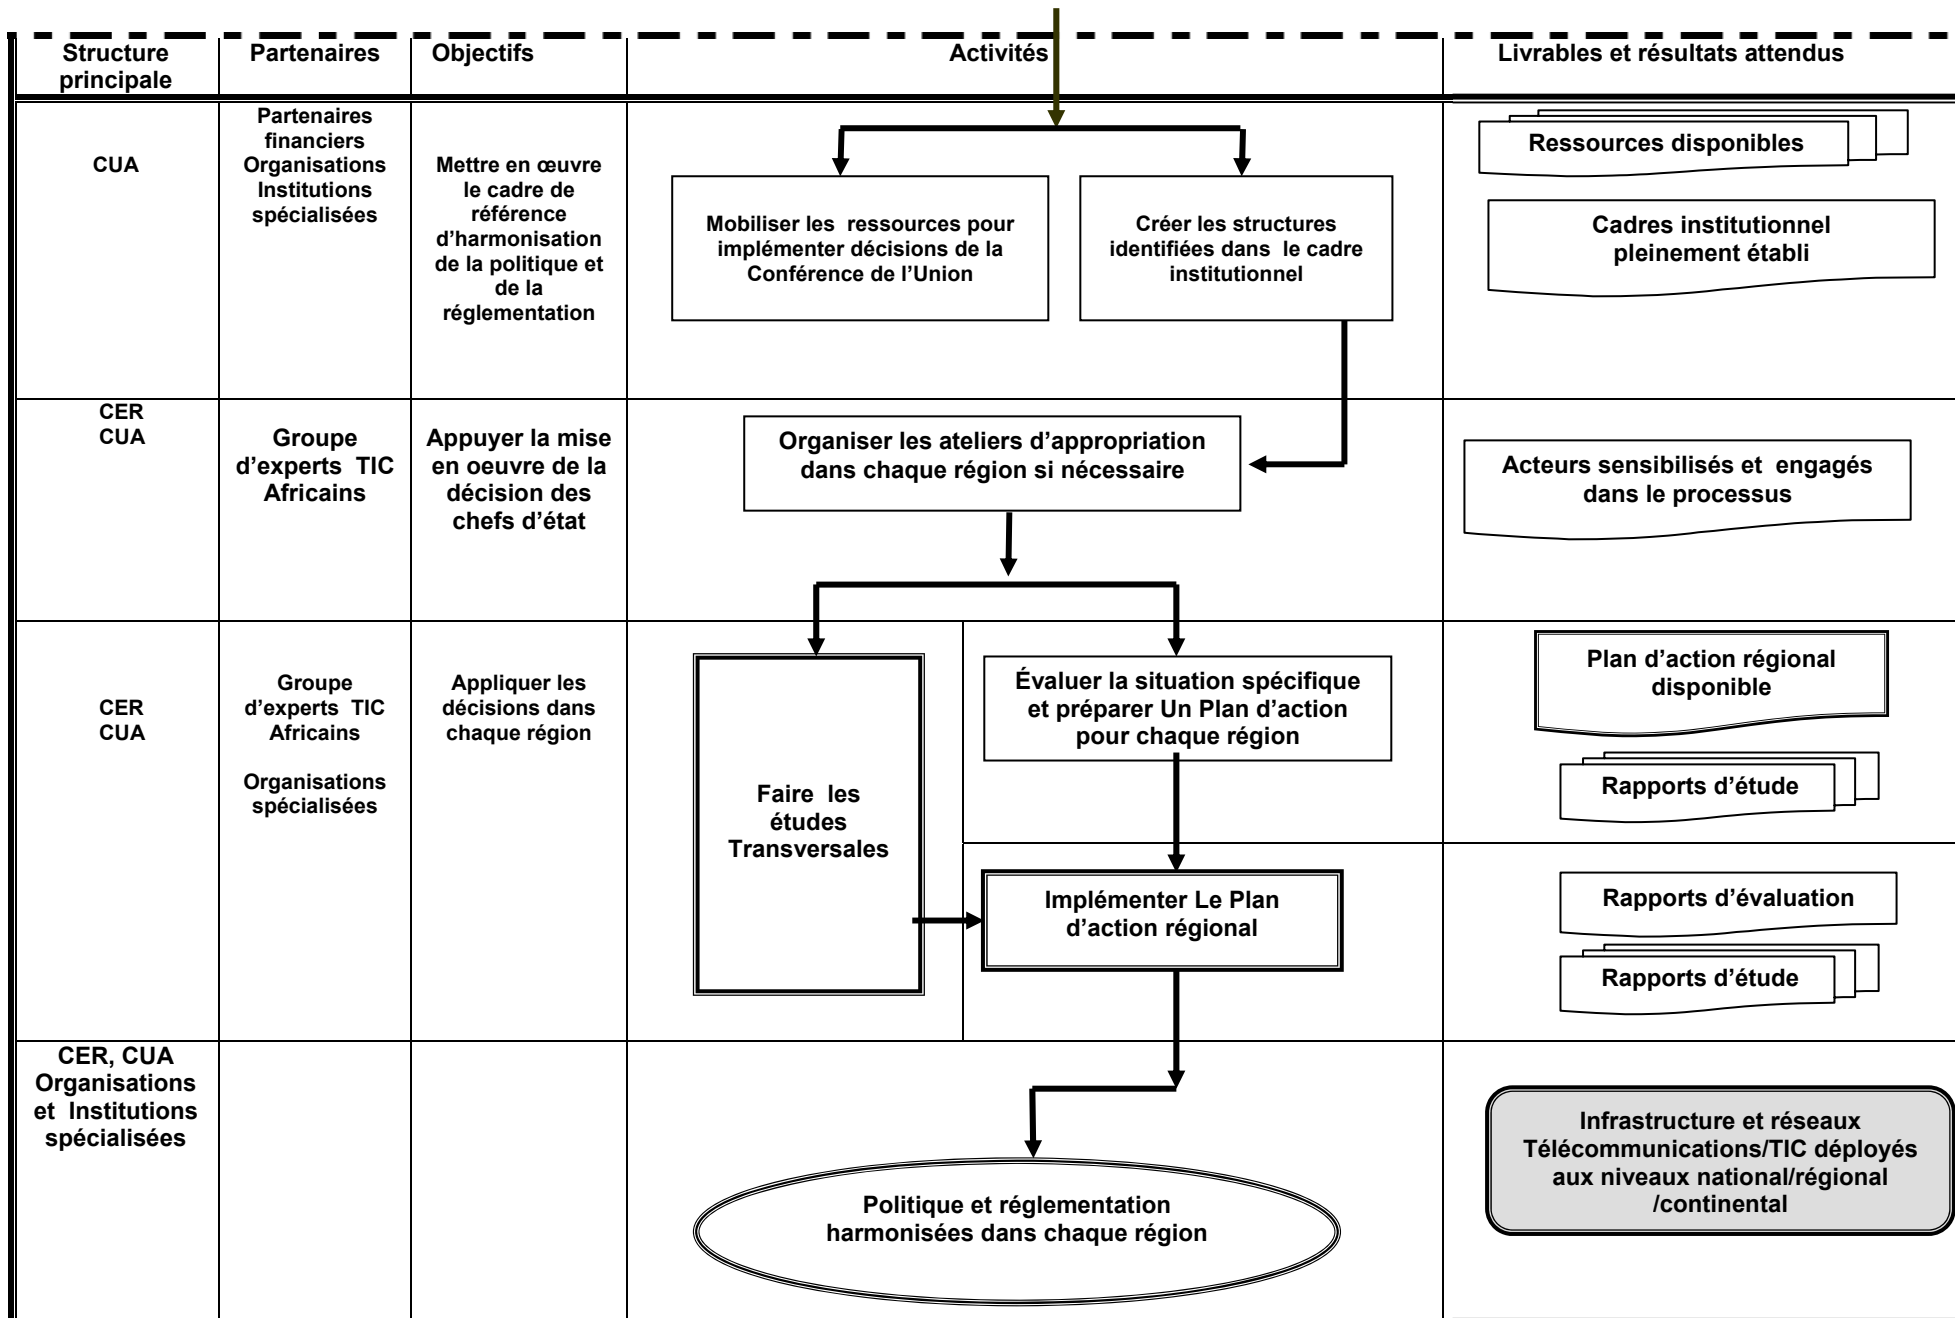 Structure
principale
Partenaires
Objectifs
Activités
Livrables et résultats attendus
CUA
Partenaires
financiers
Organisations
Institutions
spécialisées
Mettre en œuvre
le cadre de
référence
d'harmonisation
de la politique et
de la
réglementation
Mobiliser les ressources pour
implémenter décisions de la
Conférence de l’Union
Créer les structures
identifiées dans le cadre
institutionnel
Ressources disponibles
Cadres institutionnel
pleinement établi
CER
CUA
Groupe
d’experts TIC
Africains
Appuyer la mise
en oeuvre de la
décision des
chefs d’état
Organiser les ateliers d’appropriation
dans chaque région si nécessaire
Acteurs sensibilisés et engagés
dans le processus
CER
CUA
Groupe
d’experts TIC
Africains
Organisations
spécialisées
Appliquer les
décisions dans
chaque région
Faire les
études
Transversales
Évaluer la situation spécifique
et préparer Un Plan d’action
pour chaque région
Plan d’action régional
disponible
Rapports d’étude
Implémenter Le Plan
d’action régional
Rapports d’évaluation
Rapports d’étude
CER, CUA
Organisations
et Institutions
spécialisées
Politique et réglementation
harmonisées dans chaque région
Infrastructure et réseaux
Télécommunications/TIC déployés
aux niveaux national/régional
/continental